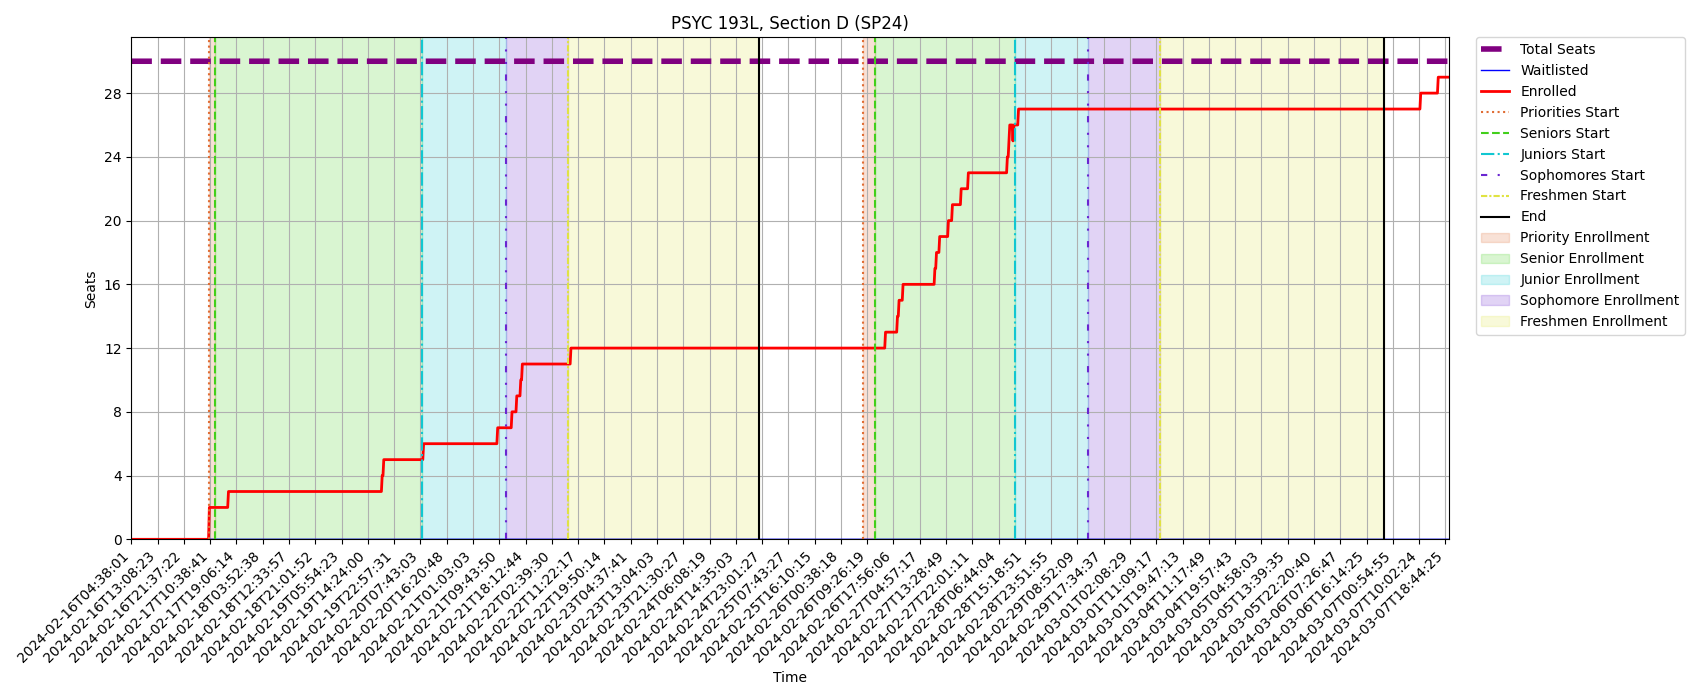 PSYC 193L, Section D (SP24)
Seats
28
24
20
16
12
8
4
0
2024-02-16T04:38:01
2024-02-16T13:08:23
2024-02-16T21:37:22
2024-02-17T10:38:41
2024-02-17T19:06:14
2024-02-18T03:52:38
2024-02-18T12:33:57
2024-02-18T21:01:52
2024-02-19T05:54:23
2024-02-19T14:24:00
2024-02-19T22:57:31
2024-02-20T07:43:03
2024-02-20T16:20:48
2024-02-21T01:03:03
2024-02-21T09:43:50
2024-02-21T18:12:44
2024-02-22T02:39:30
2024-02-22T11:22:17
2024-02-22T19:50:14
2024-02-23T04:37:41
2024-02-23T13:04:03
2024-02-23T21:30:27
2024-02-24T06:08:19
2024-02-24T14:35:03
2024-02-24T23:01:27
2024-02-25T07:43:27
2024-02-25T16:10:15
2024-02-26T00:38:18
2024-02-26T09:26:19
2024-02-26T17:56:06
2024-02-27T04:57:17
2024-02-27T13:28:49
2024-02-27T22:01:11
2024-02-28T06:44:04
2024-02-28T15:18:51
2024-02-28T23:51:55
2024-02-29T08:52:09
2024-02-29T17:34:37
2024-03-01T02:08:29
2024-03-01T11:09:17
2024-03-01T19:47:13
2024-03-04T11:17:49
2024-03-04T19:57:43
2024-03-05T04:58:03
2024-03-05T13:39:35
2024-03-05T22:20:40
2024-03-06T07:26:47
2024-03-06T16:14:25
2024-03-07T00:54:55
2024-03-07T10:02:24
2024-03-07T18:44:25
Time
Total Seats
Waitlisted
Enrolled
Priorities Start
Seniors Start
Juniors Start
Sophomores Start
Freshmen Start
End
Priority Enrollment
Senior Enrollment
Junior Enrollment
Sophomore Enrollment
Freshmen Enrollment